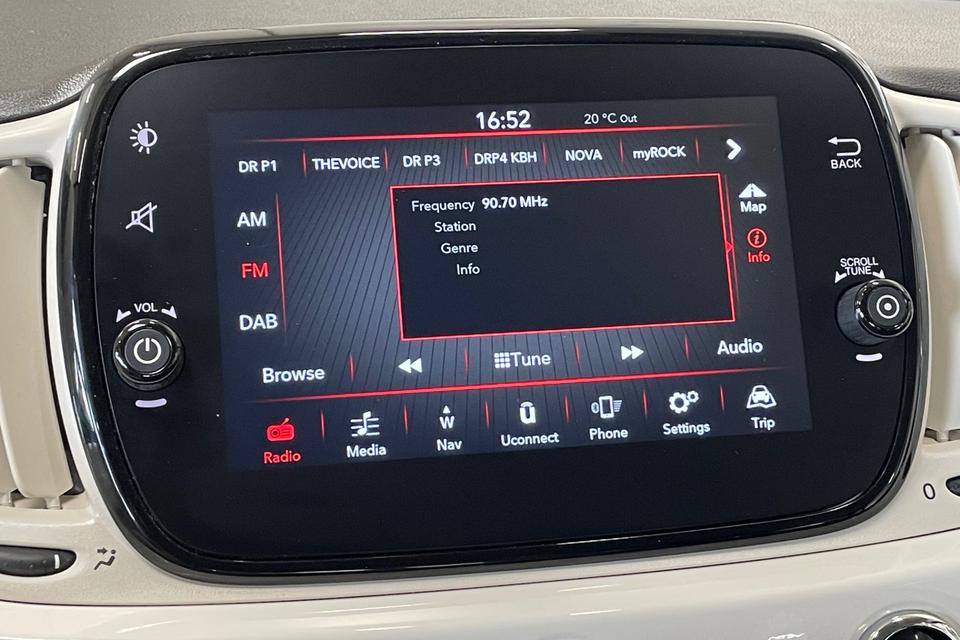 16:52 20 °C Out
DR P1 THEVOICE DR P3 DRP4 KBH NOVA myROCK
BACK
AM
FM
DAB
Frequency 90.70 MHz
Station
Genre
Info
Map
Info
VOL
SCROLL
TUNE
Browse Tune Audio
Radio Media Nav Uconnect Phone Settings Trip
W
0